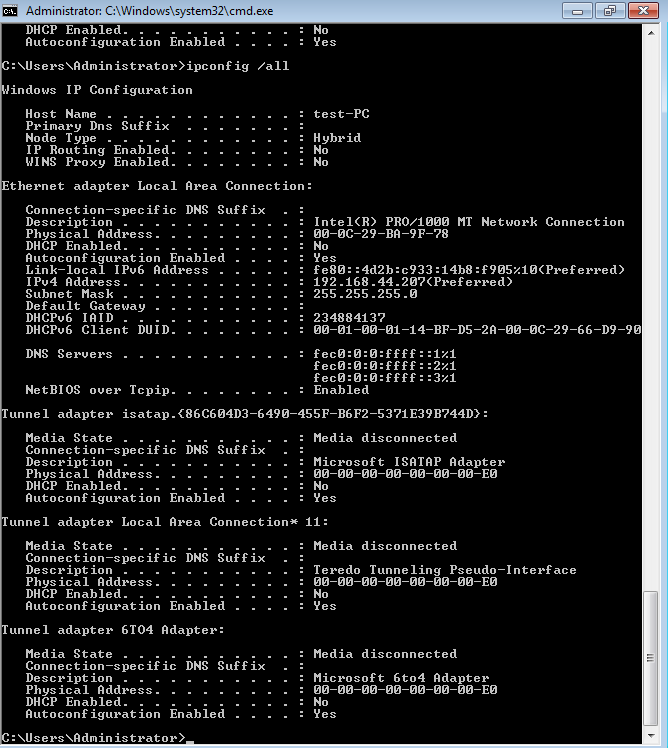 Administrator: C:\Windows\system32\cmd.exe
DHCP Enabled. . . . . . . . . . . : No
Autoconfiguration Enabled . . . . : Yes
C:\Users\Administrator>ipconfig /all
Windows IP Configuration
Host Name . . . . . . . . . . . . : test-PC
Primary Dns Suffix  . . . . . . . :
Node Type . . . . . . . . . . . . : Hybrid
IP Routing Enabled. . . . . . . . : No
WINS Proxy Enabled. . . . . . . . : No
Ethernet adapter Local Area Connection:
Connection-specific DNS Suffix  . :
Description . . . . . . . . . . . : Intel(R) PRO/1000 MT Network Connection
Physical Address. . . . . . . . . : 00-0C-29-BA-9F-78
DHCP Enabled. . . . . . . . . . . : No
Autoconfiguration Enabled . . . . : Yes
Link-local IPv6 Address . . . . . : fe80::4d2b:c933:14b8:f905%10(Preferred)
IPv4 Address. . . . . . . . . . . : 192.168.44.207(Preferred)
Subnet Mask . . . . . . . . . . . : 255.255.255.0
Default Gateway . . . . . . . . . :
DHCPv6 IAID . . . . . . . . . . . : 234884137
DHCPv6 Client DUID. . . . . . . . : 00-01-00-01-14-BF-D5-2A-00-0C-29-66-D9-90
DNS Servers . . . . . . . . . . . : fec0:0:0:ffff::1%1
fec0:0:0:ffff::2%1
fec0:0:0:ffff::3%1
NetBIOS over Tcpip. . . . . . . . : Enabled
Tunnel adapter isatap.{86C604D3-6490-455F-B6F2-5371E39B744D}:
Media State . . . . . . . . . . . : Media disconnected
Connection-specific DNS Suffix  . :
Description . . . . . . . . . . . : Microsoft ISATAP Adapter
Physical Address. . . . . . . . . : 00-00-00-00-00-00-00-E0
DHCP Enabled. . . . . . . . . . . : No
Autoconfiguration Enabled . . . . : Yes
Tunnel adapter Local Area Connection* 11:
Media State . . . . . . . . . . . : Media disconnected
Connection-specific DNS Suffix  . :
Description . . . . . . . . . . . : Teredo Tunneling Pseudo-Interface
Physical Address. . . . . . . . . : 00-00-00-00-00-00-00-E0
DHCP Enabled. . . . . . . . . . . : No
Autoconfiguration Enabled . . . . : Yes
Tunnel adapter 6TO4 Adapter:
Media State . . . . . . . . . . . : Media disconnected
Connection-specific DNS Suffix  . :
Description . . . . . . . . . . . : Microsoft 6to4 Adapter
Physical Address. . . . . . . . . : 00-00-00-00-00-00-00-E0
DHCP Enabled. . . . . . . . . . . : No
Autoconfiguration Enabled . . . . : Yes
C:\Users\Administrator>_